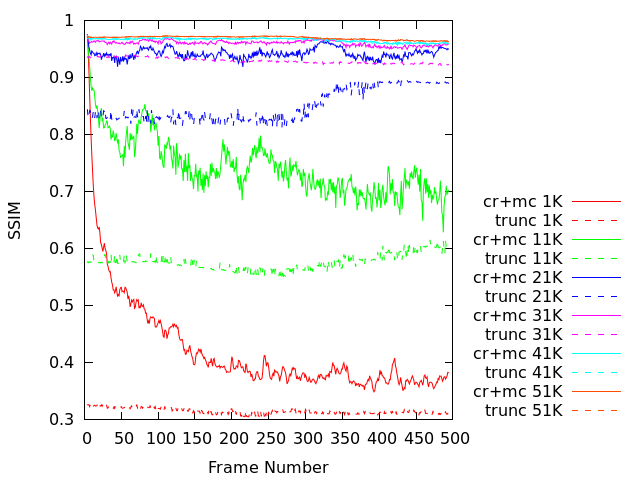 1
0.9
0.8
0.7
0.6
0.5
0.4
0.3
SSIM
0 50 100 150 200 250 300 350 400 450 500
Frame Number
cr+mc 1K
trunc 1K
cr+mc 11K
trunc 11K
cr+mc 21K
trunc 21K
cr+mc 31K
trunc 31K
cr+mc 41K
trunc 41K
cr+mc 51K
trunc 51K